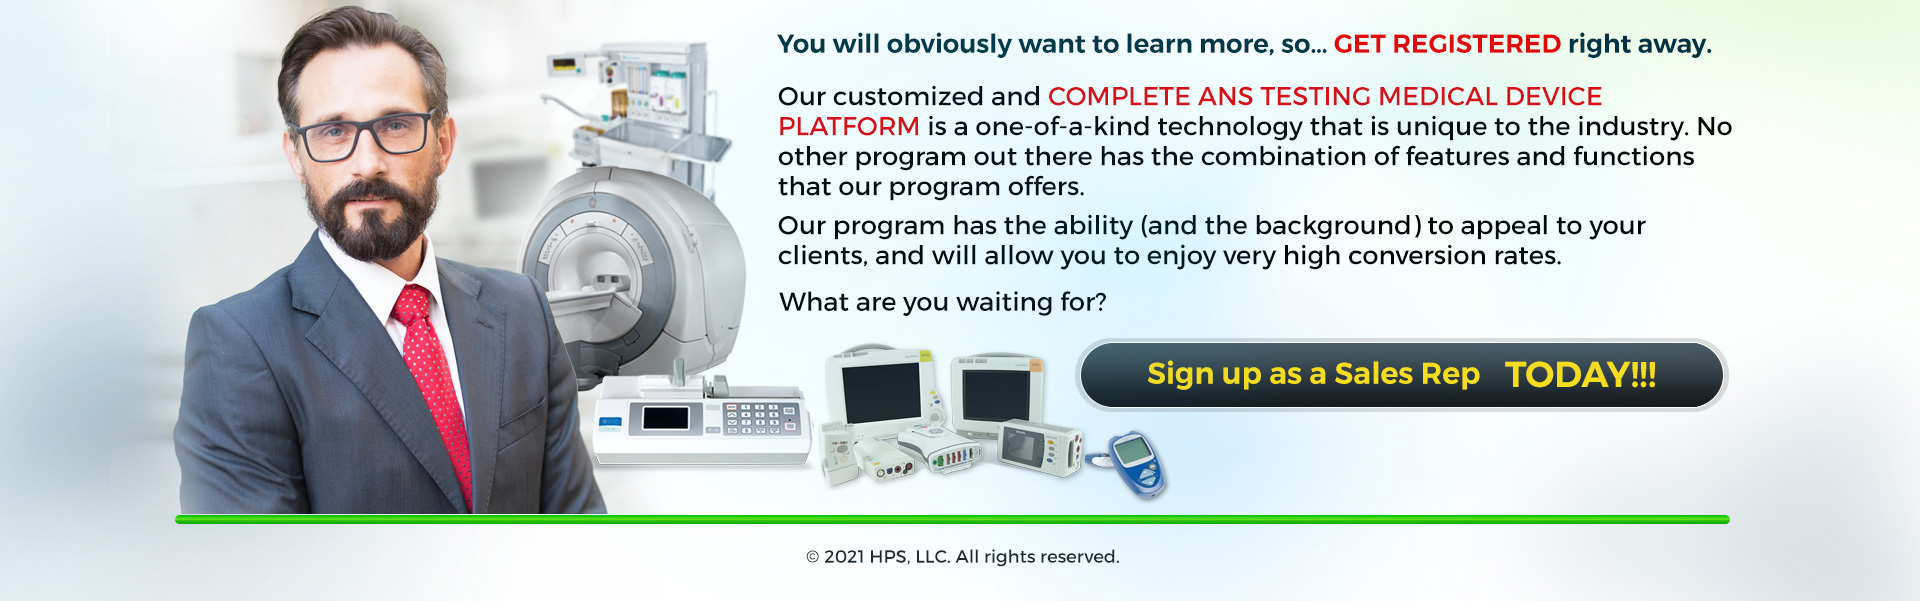 You will obviously want to learn more, so... GET REGISTERED right away.
Our customized and COMPLETE ANS TESTING MEDICAL DEVICE
PLATFORM is a one-of-a-kind technology that is unique to the industry. No
other program out there has the combination of features and functions
that our program offers.
Our program has the ability (and the background) to appeal to your
clients, and will allow you to enjoy very high conversion rates.
What are you waiting for?
Sign up as a Sales Rep TODAY!!!
© 2021 HPS, LLC. All rights reserved.